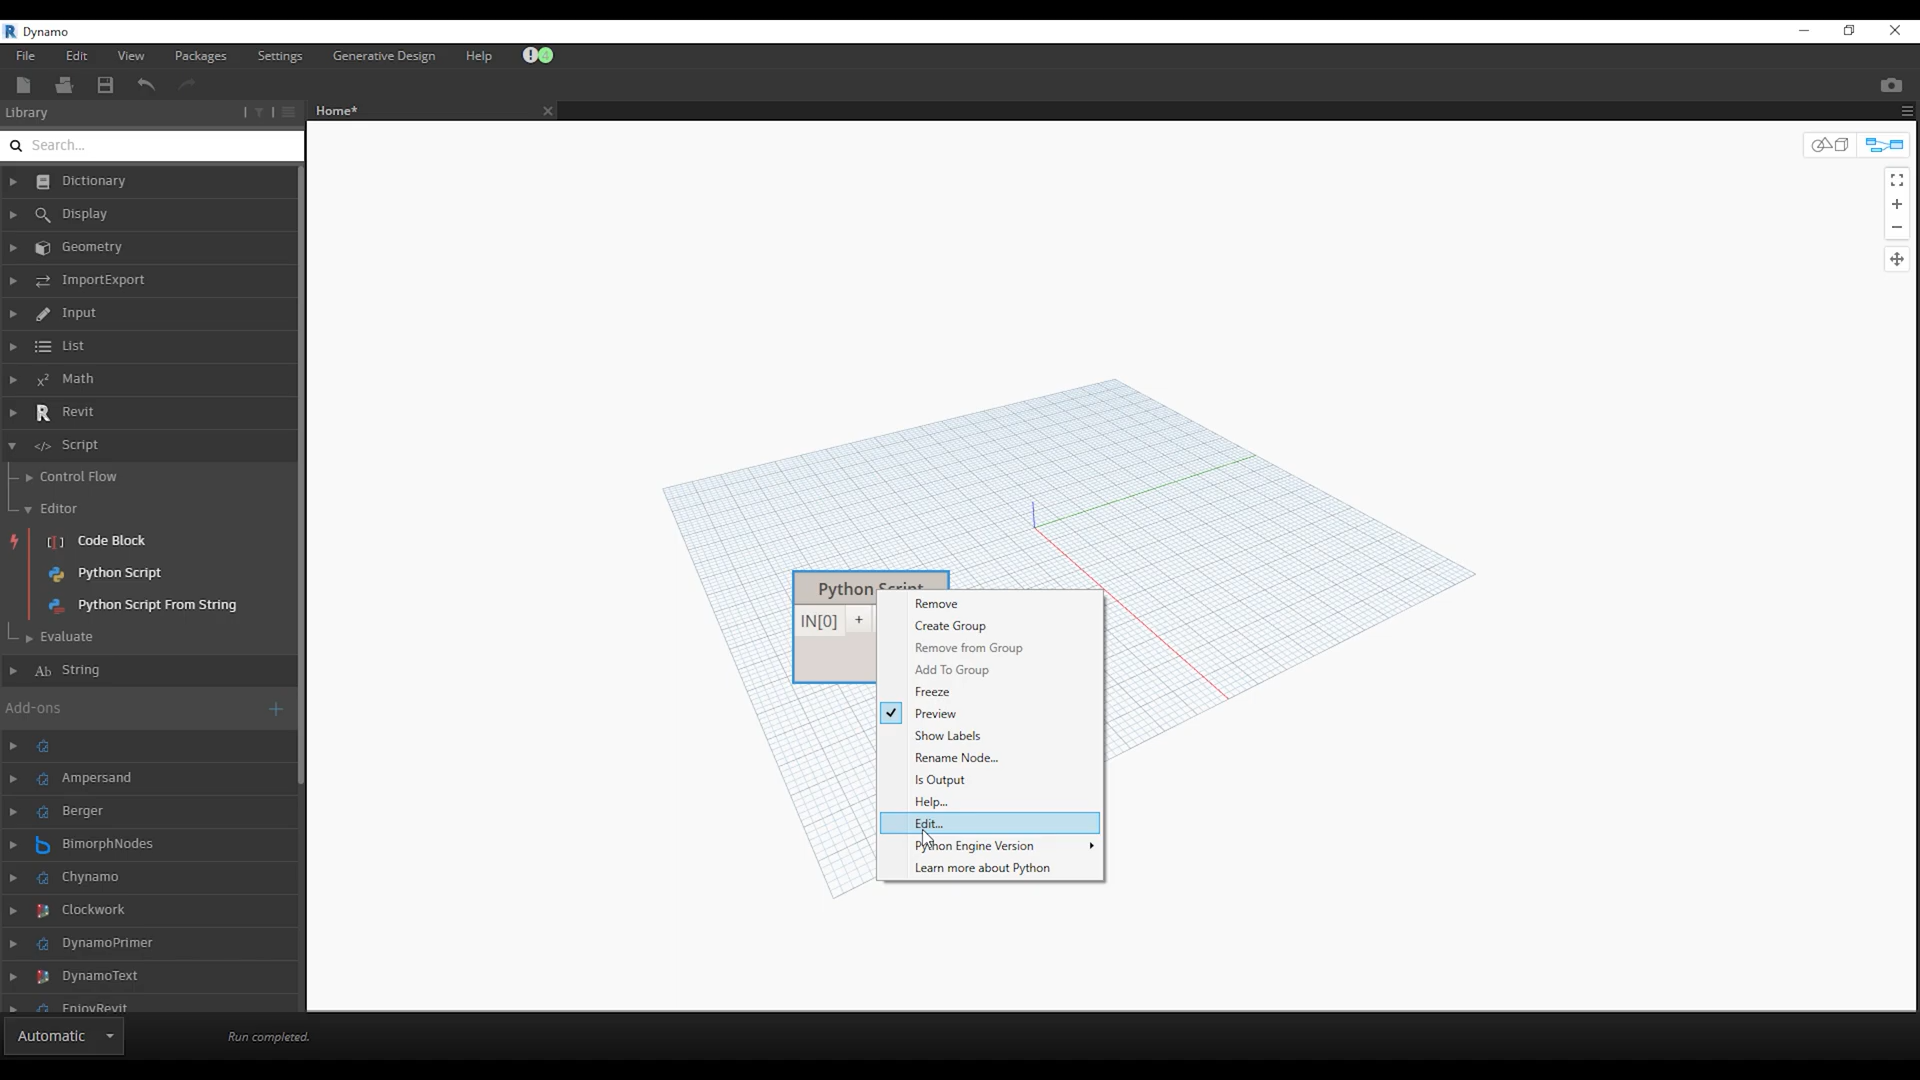 Dynamo
File Edit View Packages Settings Generative Design Help
Library
Home*
Search...
Dictionary
Display
Geometry
ImportExport
Input
List
Math
Revit
Script
Control Flow
Editor
Code Block
Python Script
Python Script From String
Evaluate
String
Add-ons
Ampersand
Berger
BimorphNodes
Chynamo
Clockwork
DynamoPrimer
DynamoText
EnjoyRevit
Python Script
IN[0] +
Remove
Create Group
Remove from Group
Add To Group
Freeze
Preview
Show Labels
Rename Node...
Is Output
Help...
Edit...
Python Engine Version
Learn more about Python
Automatic
Run completed.